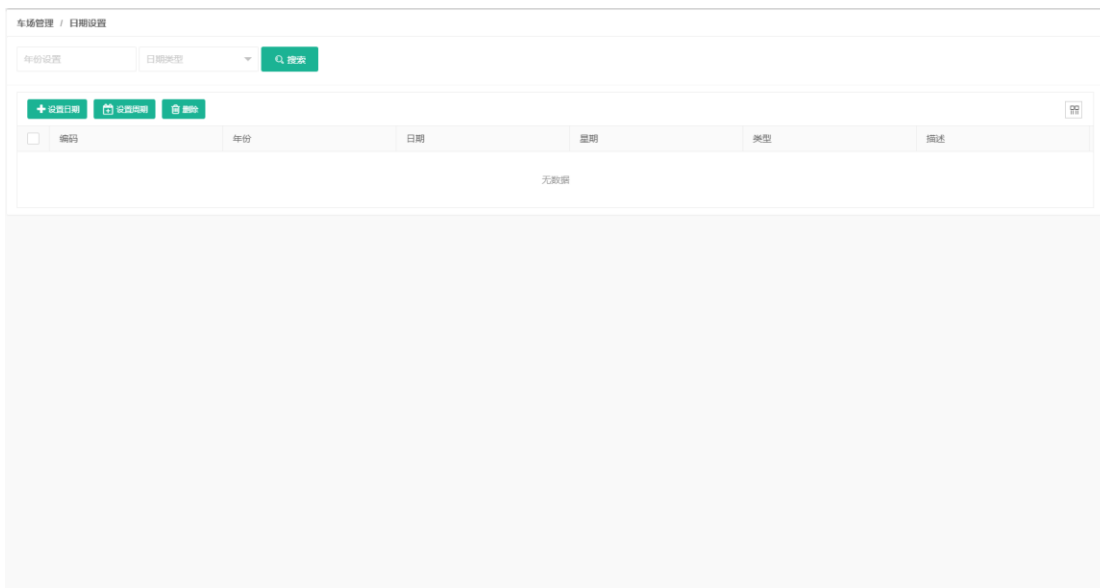 车场管理 / 日期设置
年份设置 日期类型 搜索
设置日期 设置周期 删除
编码 年份 日期 星期 类型 描述
无数据